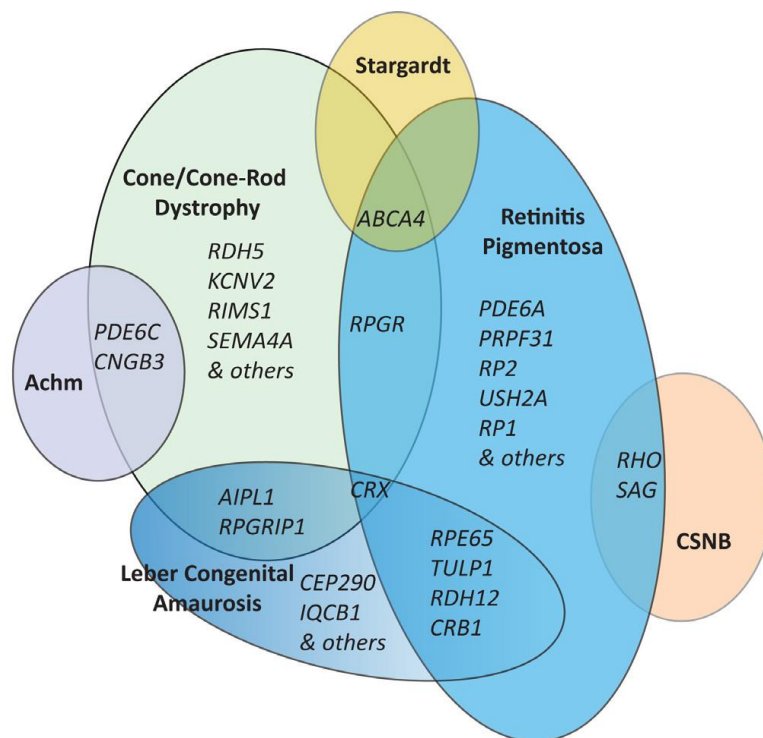 Stargardt
Cone/Cone-Rod
Dystrophy
ABCA4
Retinitis
Pigmentosa
RDH5
KCNV2
RIMS1
SEMA4A
& others
PDE6C
CNGB3
Achm
RPGR
PDE6A
PRPF31
RP2
USH2A
RP1
& others
RHO
SAG
CSNB
CRX
AIPL1
RPGRIP1
RPE65
TULP1
RDH12
CRB1
Leber Congenital
Amaurosis
CEP290
IQCB1
& others